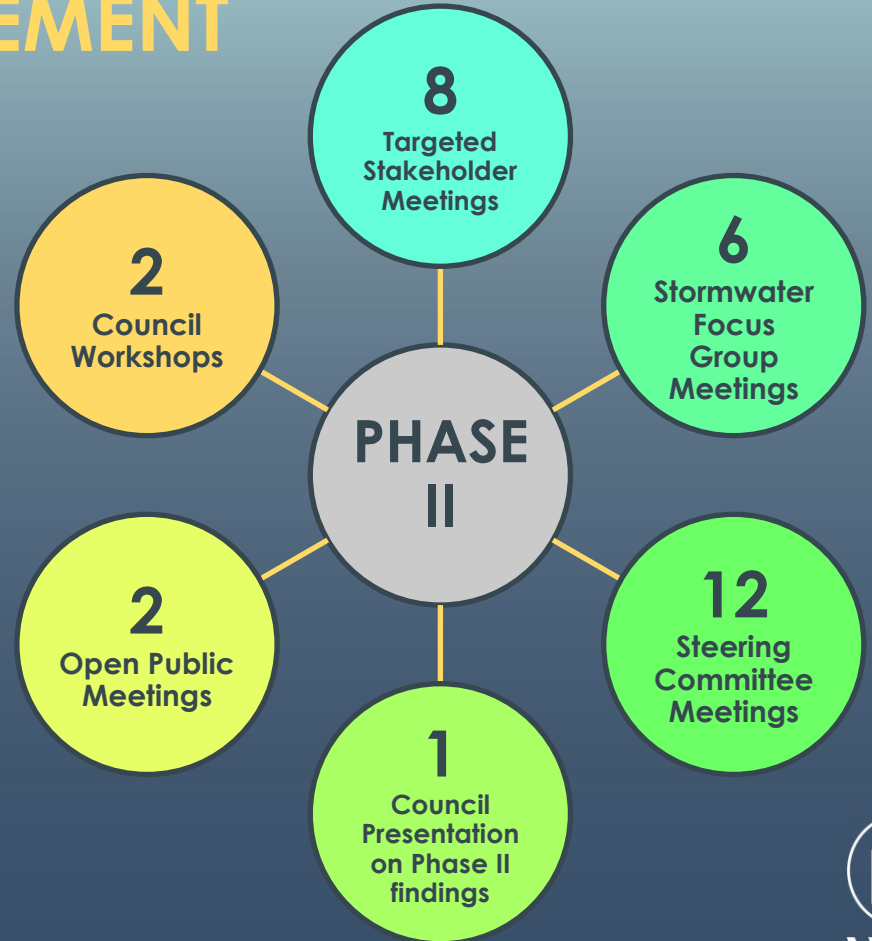 EMENT
8
Targeted
Stakeholder
Meetings
6
Stormwater
Focus
Group
Meetings
12
Steering
Committee
Meetings
1
Council
Presentation
on Phase II
findings
2
Open Public
Meetings
2
Council
Workshops
PHASE
II